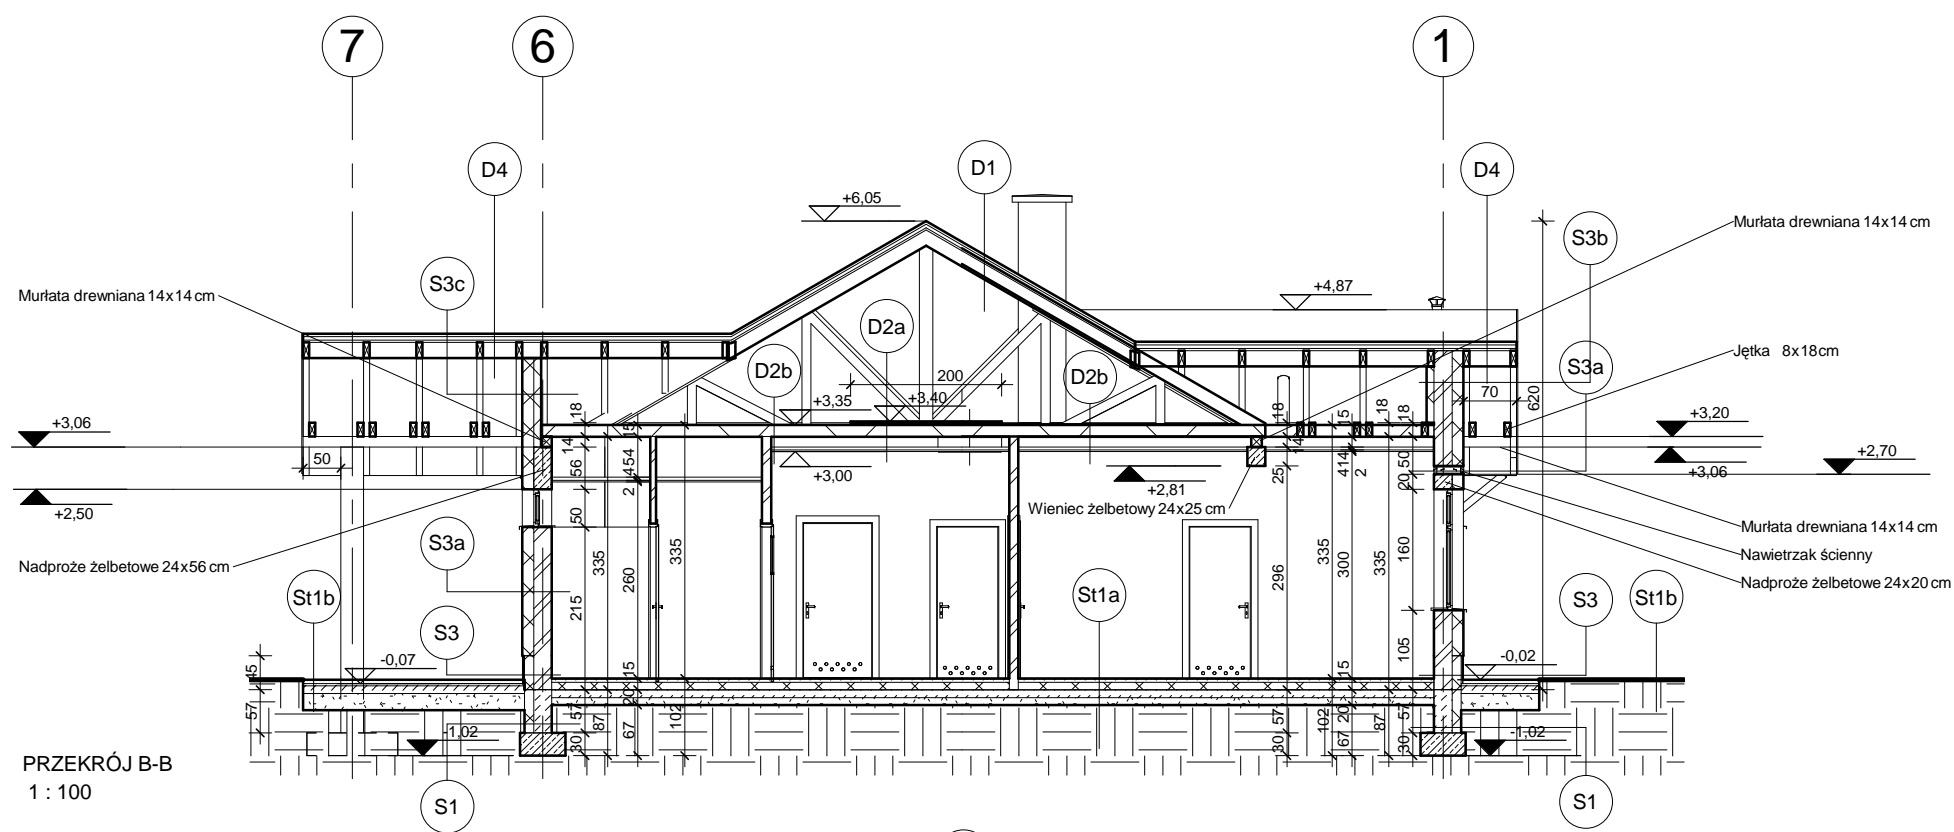 7
6
1
D4
D1
D4
+6,05
S3b
Murłata drewniana 14x14 cm
S3c
Murłata drewniana 14x14 cm
+4,87
D2a
Jętka 8x18cm
S3a
D2b
200
D2b
70
620
+3,35
+3,40
18
15
14
18
15
14
18
18
+3,06
+3,20
50
56
54
+3,00
+2,81
25
2
50
20
+3,06
+2,70
+2,50
50
Wieniec żelbetowy 24x25 cm
Murłata drewniana 14x14 cm
Nawietrzak ścienny
Nadproże żelbetowe 24x20 cm
S3a
Nadproże żelbetowe 24x56 cm
335
335
260
215
296
335
300
335
160
St1b
St1a
S3
St1b
S3
105
-0,07
-0,02
45
57
15
20
15
57
87
67
102
30
57
30
102
20
67
87
57
30
-1,02
-1,02
PRZEKRÓJ B-B
1 : 100
S1
S1